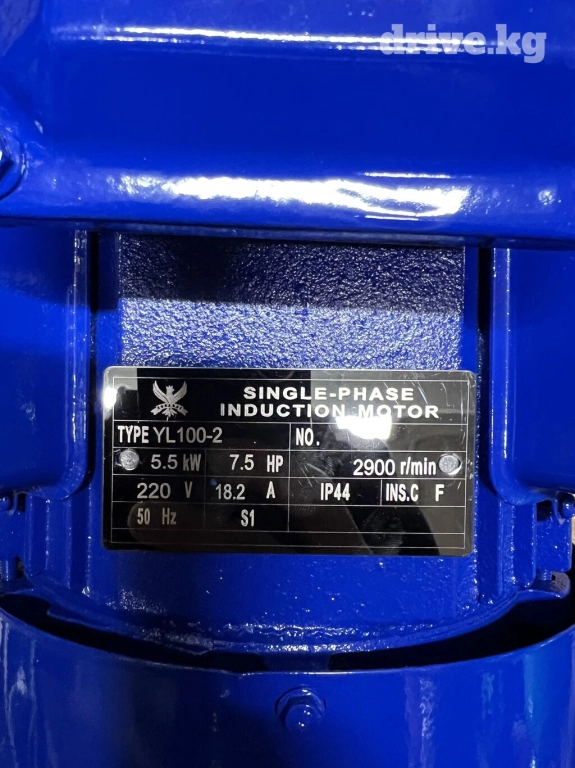 drive.kg
SINGLE-PHASE
INDUCTION MOTOR
TYPE YL100-2 NO.
5.5 kW 7.5 HP 2900 r/min
220 V 18.2 A IP44 INS.C F
50 Hz S1